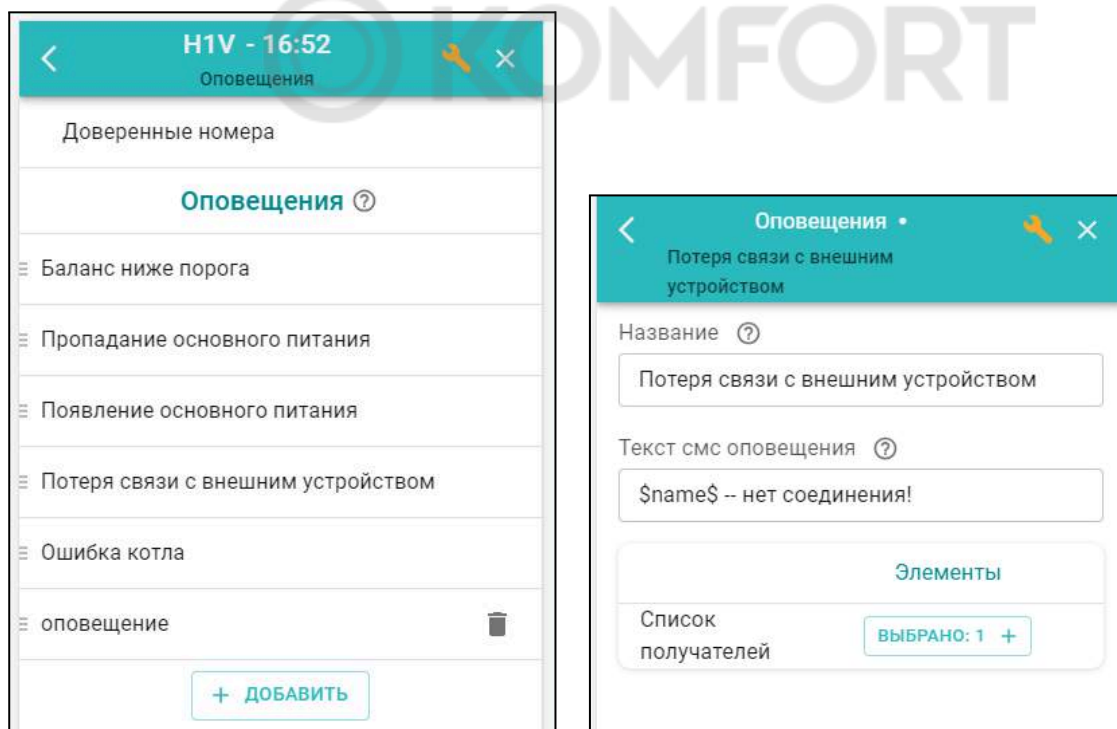 KOMFORT
H1V - 16:52
Оповещения
Доверенные номера
Оповещения
Баланс ниже порога
Пропадание основного питания
Появление основного питания
Потеря связи с внешним устройством
Ошибка котла
оповещение
+ ДОБАВИТЬ
Оповещения •
Потеря связи с внешним
устройством
Название
Потеря связи с внешним устройством
Текст смс оповещения
$name$ -- нет соединения!
Элементы
Список
получателей
ВЫБРАНО: 1 +